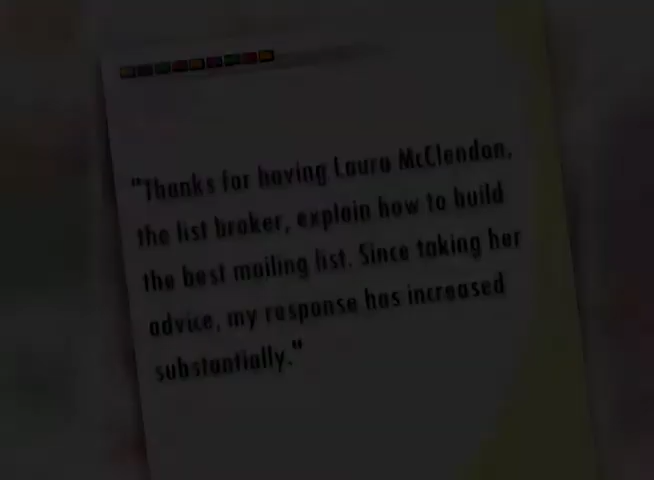 "Thanks for having Laura McClendon,
the list broker, explain how to build
the best mailing list. Since taking her
advice, my response has increased
substantially."